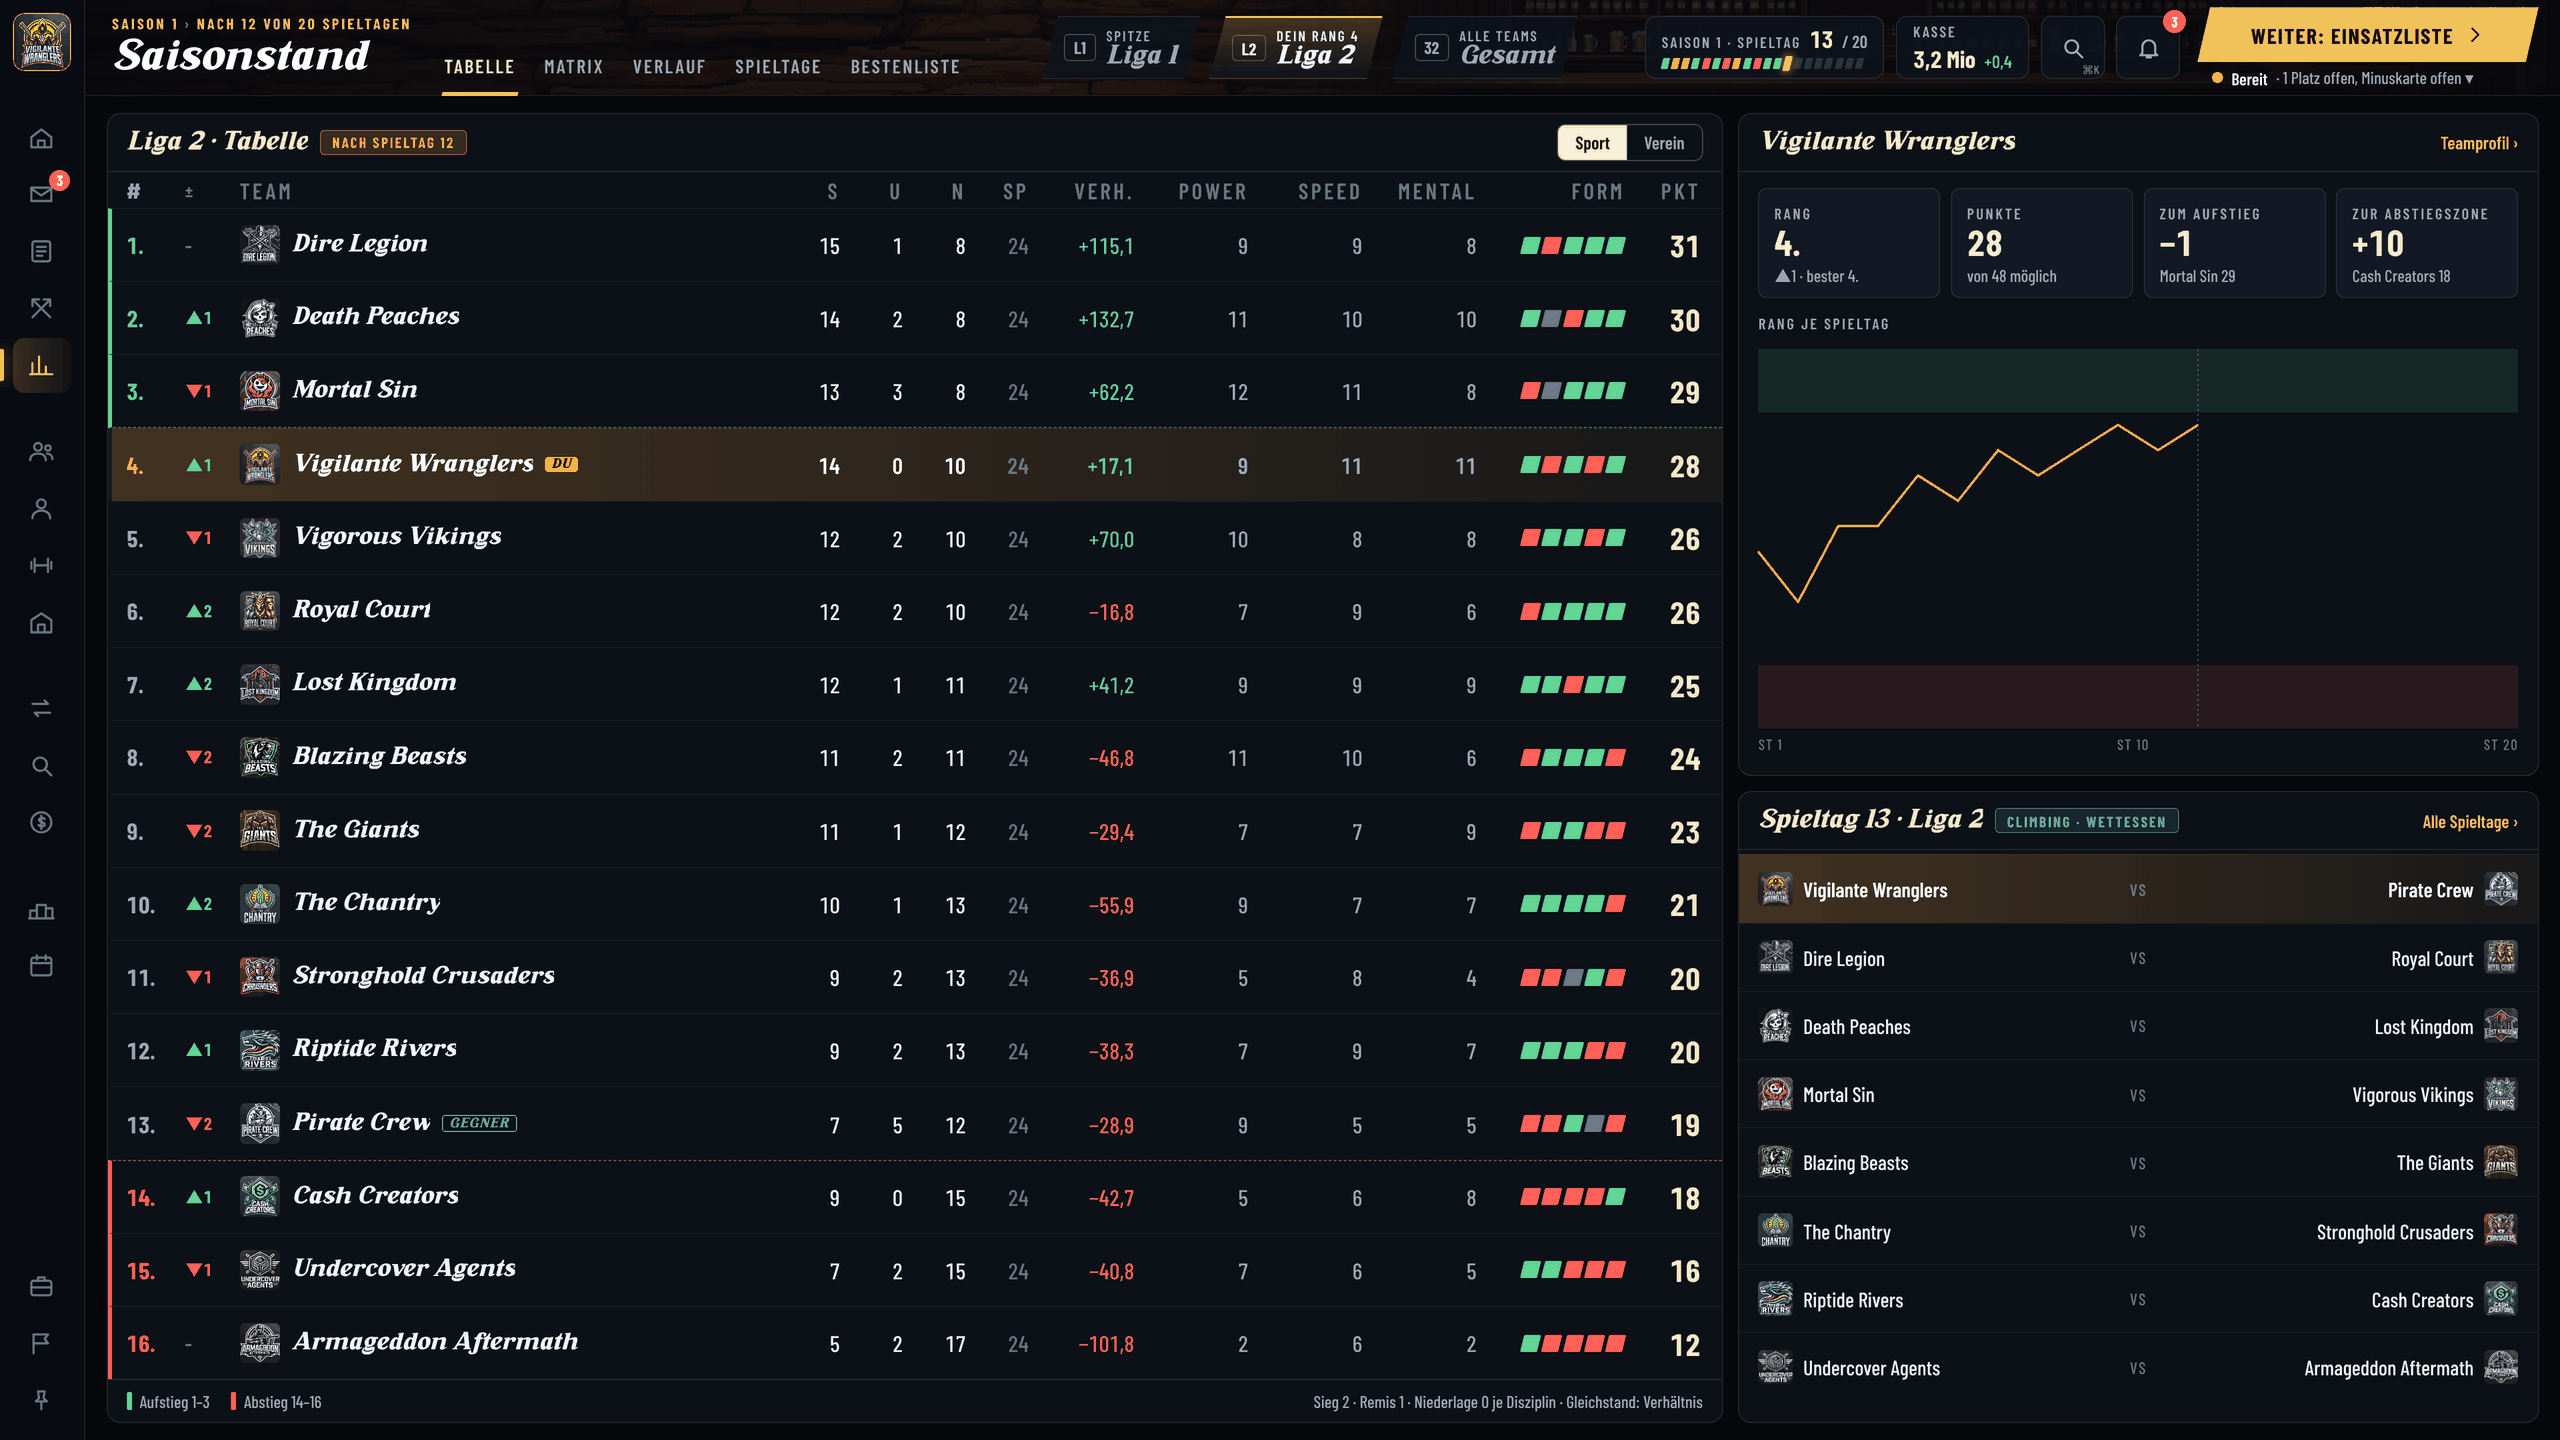 SAISON 1 › NACH 12 VON 20 SPIELTAGEN
Saisonstand
TABELLE MATRIX VERLAUF SPIELTAGE BESTENLISTE
L1 SPITZE Liga 1
L2 DEIN RANG 4 Liga 2
32 ALLE TEAMS Gesamt
SAISON 1 · SPIELTAG 13 / 20
KASSE
3,2 Mio +0,4
⌘K
3
WEITER: EINSATZLISTE
Bereit · 1 Platz offen, Minuskarte offen ▾
3
Liga 2 · Tabelle NACH SPIELTAG 12
Sport Verein
# ± TEAM S U N SP VERH. POWER SPEED MENTAL FORM PKT
1. - Dire Legion 15 1 8 24 +115,1 9 9 8 31
2. ▲1 Death Peaches 14 2 8 24 +132,7 11 10 10 30
3. ▼1 Mortal Sin 13 3 8 24 +62,2 12 11 8 29
4. ▲1 Vigilante Wranglers DU 14 0 10 24 +17,1 9 11 11 28
5. ▼1 Vigorous Vikings 12 2 10 24 +70,0 10 8 8 26
6. ▲2 Royal Court 12 2 10 24 −16,8 7 9 6 26
7. ▲2 Lost Kingdom 12 1 11 24 +41,2 9 9 9 25
8. ▼2 Blazing Beasts 11 2 11 24 −46,8 11 10 6 24
9. ▼2 The Giants 11 1 12 24 −29,4 7 7 9 23
10. ▲2 The Chantry 10 1 13 24 −55,9 9 7 7 21
11. ▼1 Stronghold Crusaders 9 2 13 24 −36,9 5 8 4 20
12. ▲1 Riptide Rivers 9 2 13 24 −38,3 7 9 7 20
13. ▼2 Pirate Crew GEGNER 7 5 12 24 −28,9 9 5 5 19
14. ▲1 Cash Creators 9 0 15 24 −42,7 5 6 8 18
15. ▼1 Undercover Agents 7 2 15 24 −40,8 7 6 5 16
16. - Armageddon Aftermath 5 2 17 24 −101,8 2 6 2 12
Aufstieg 1–3 Abstieg 14–16
Sieg 2 · Remis 1 · Niederlage 0 je Disziplin · Gleichstand: Verhältnis
Vigilante Wranglers Teamprofil ›
RANG
4.
▲1 · bester 4.
PUNKTE
28
von 48 möglich
ZUM AUFSTIEG
−1
Mortal Sin 29
ZUR ABSTIEGSZONE
+10
Cash Creators 18
RANG JE SPIELTAG
ST 1 ST 10 ST 20
Spieltag 13 · Liga 2 CLIMBING · WETTESSEN Alle Spieltage ›
Vigilante Wranglers VS Pirate Crew
Dire Legion VS Royal Court
Death Peaches VS Lost Kingdom
Mortal Sin VS Vigorous Vikings
Blazing Beasts VS The Giants
The Chantry VS Stronghold Crusaders
Riptide Rivers VS Cash Creators
Undercover Agents VS Armageddon Aftermath